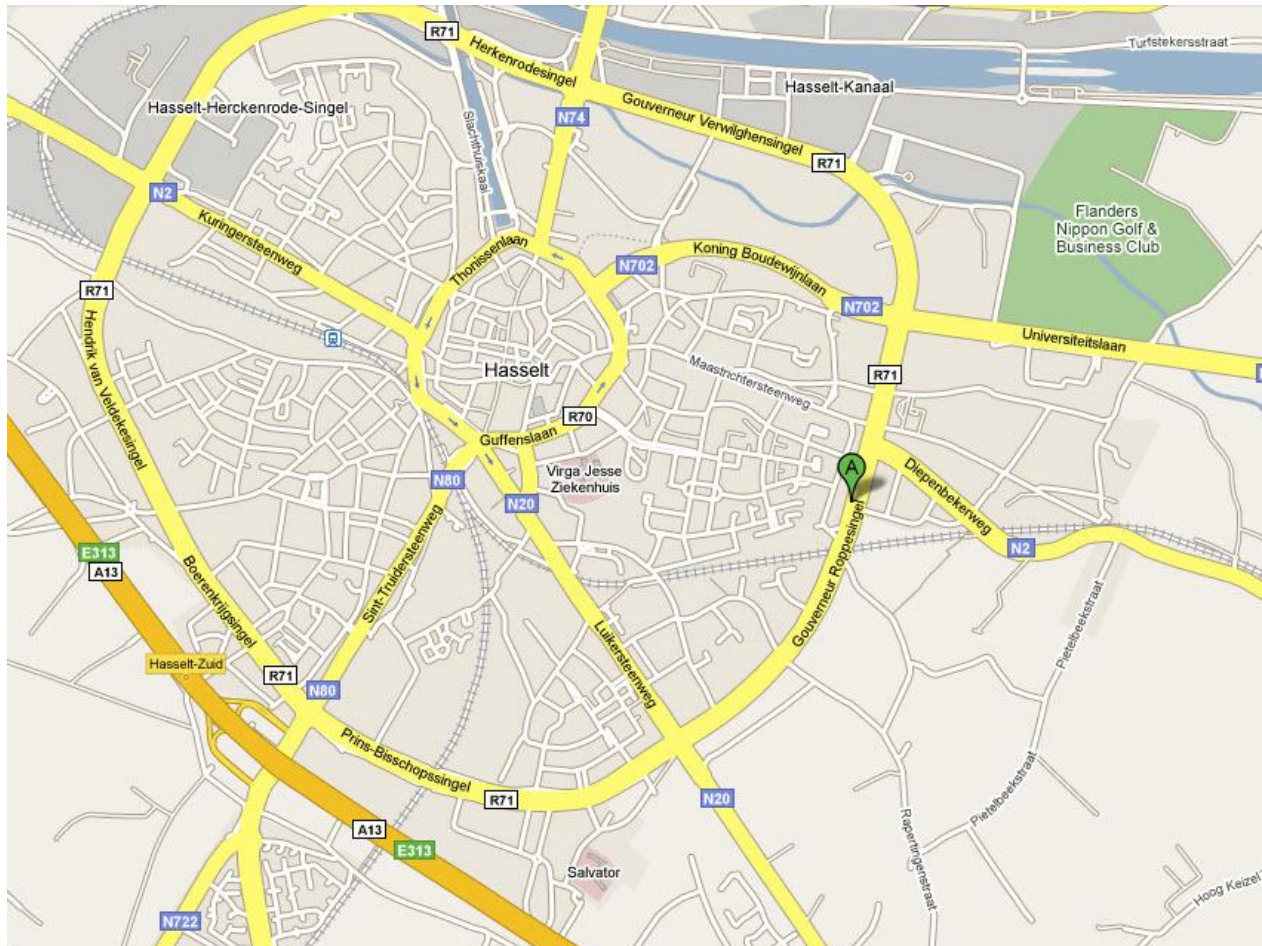 R71
Herkenrodesingel
Turfstekersstraat
Hasselt-Kanaal
Hasselt-Herckenrode-Singel
Gouverneur Verwilghensingel
N74
Slachthuiskaal
R71
N2
Flanders
Nippon Golf &
Business Club
Kuringersteenweg
Thonissenlaan
Koning Boudewijnlaan
N702
R71
N702
Universiteitslaan
Hendrik van Veldekesingel
Hasselt
Maastrichtersteenweg
R71
R70
Guffenslaan
Virga Jesse
Ziekenhuis
A
N80
N20
Diepenbekerweg
Gouverneur Roppesingel
N2
E313
A13
Boerenkrijgsingel
Sint-Truidersteenweg
Luikersteenweg
Pietelbeekstraat
Hasselt-Zuid
R71
N80
Prins-Bisschopssingel
R71
N20
Pietelbeekstraat
A13
E313
Rapertingenstraat
Salvator
Hoog Keizel
N722